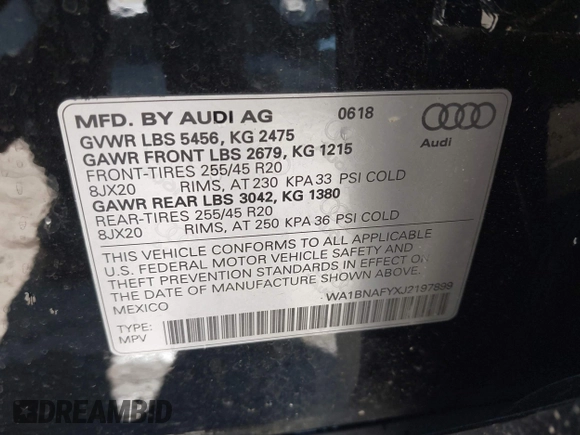 MFD. BY AUDI AG 0618
GVWR LBS 5456, KG 2475
GAWR FRONT LBS 2679, KG 1215
FRONT-TIRES 255/45 R20
8JX20 RIMS, AT 230 KPA 33 PSI COLD
GAWR REAR LBS 3042, KG 1380
REAR-TIRES 255/45 R20
8JX20 RIMS, AT 250 KPA 36 PSI COLD
Audi
THIS VEHICLE CONFORMS TO ALL APPLICABLE
U.S. FEDERAL MOTOR VEHICLE SAFETY AND
THEFT PREVENTION STANDARDS IN EFFECT ON
THE DATE OF MANUFACTURE SHOWN ABOVE.
MEXICO
WA1BNAFYXJ2197899
TYPE:
MPV
DREAMBID